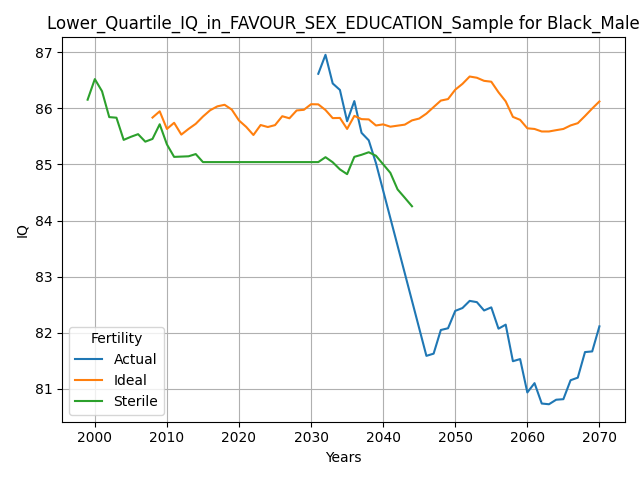 Lower_Quartile_IQ_in_FAVOUR_SEX_EDUCATION_Sample for Black_Male
87
86
85
84
83
82
81
IQ
Fertility
Actual
Ideal
Sterile
2000 2010 2020 2030 2040 2050 2060 2070
Years